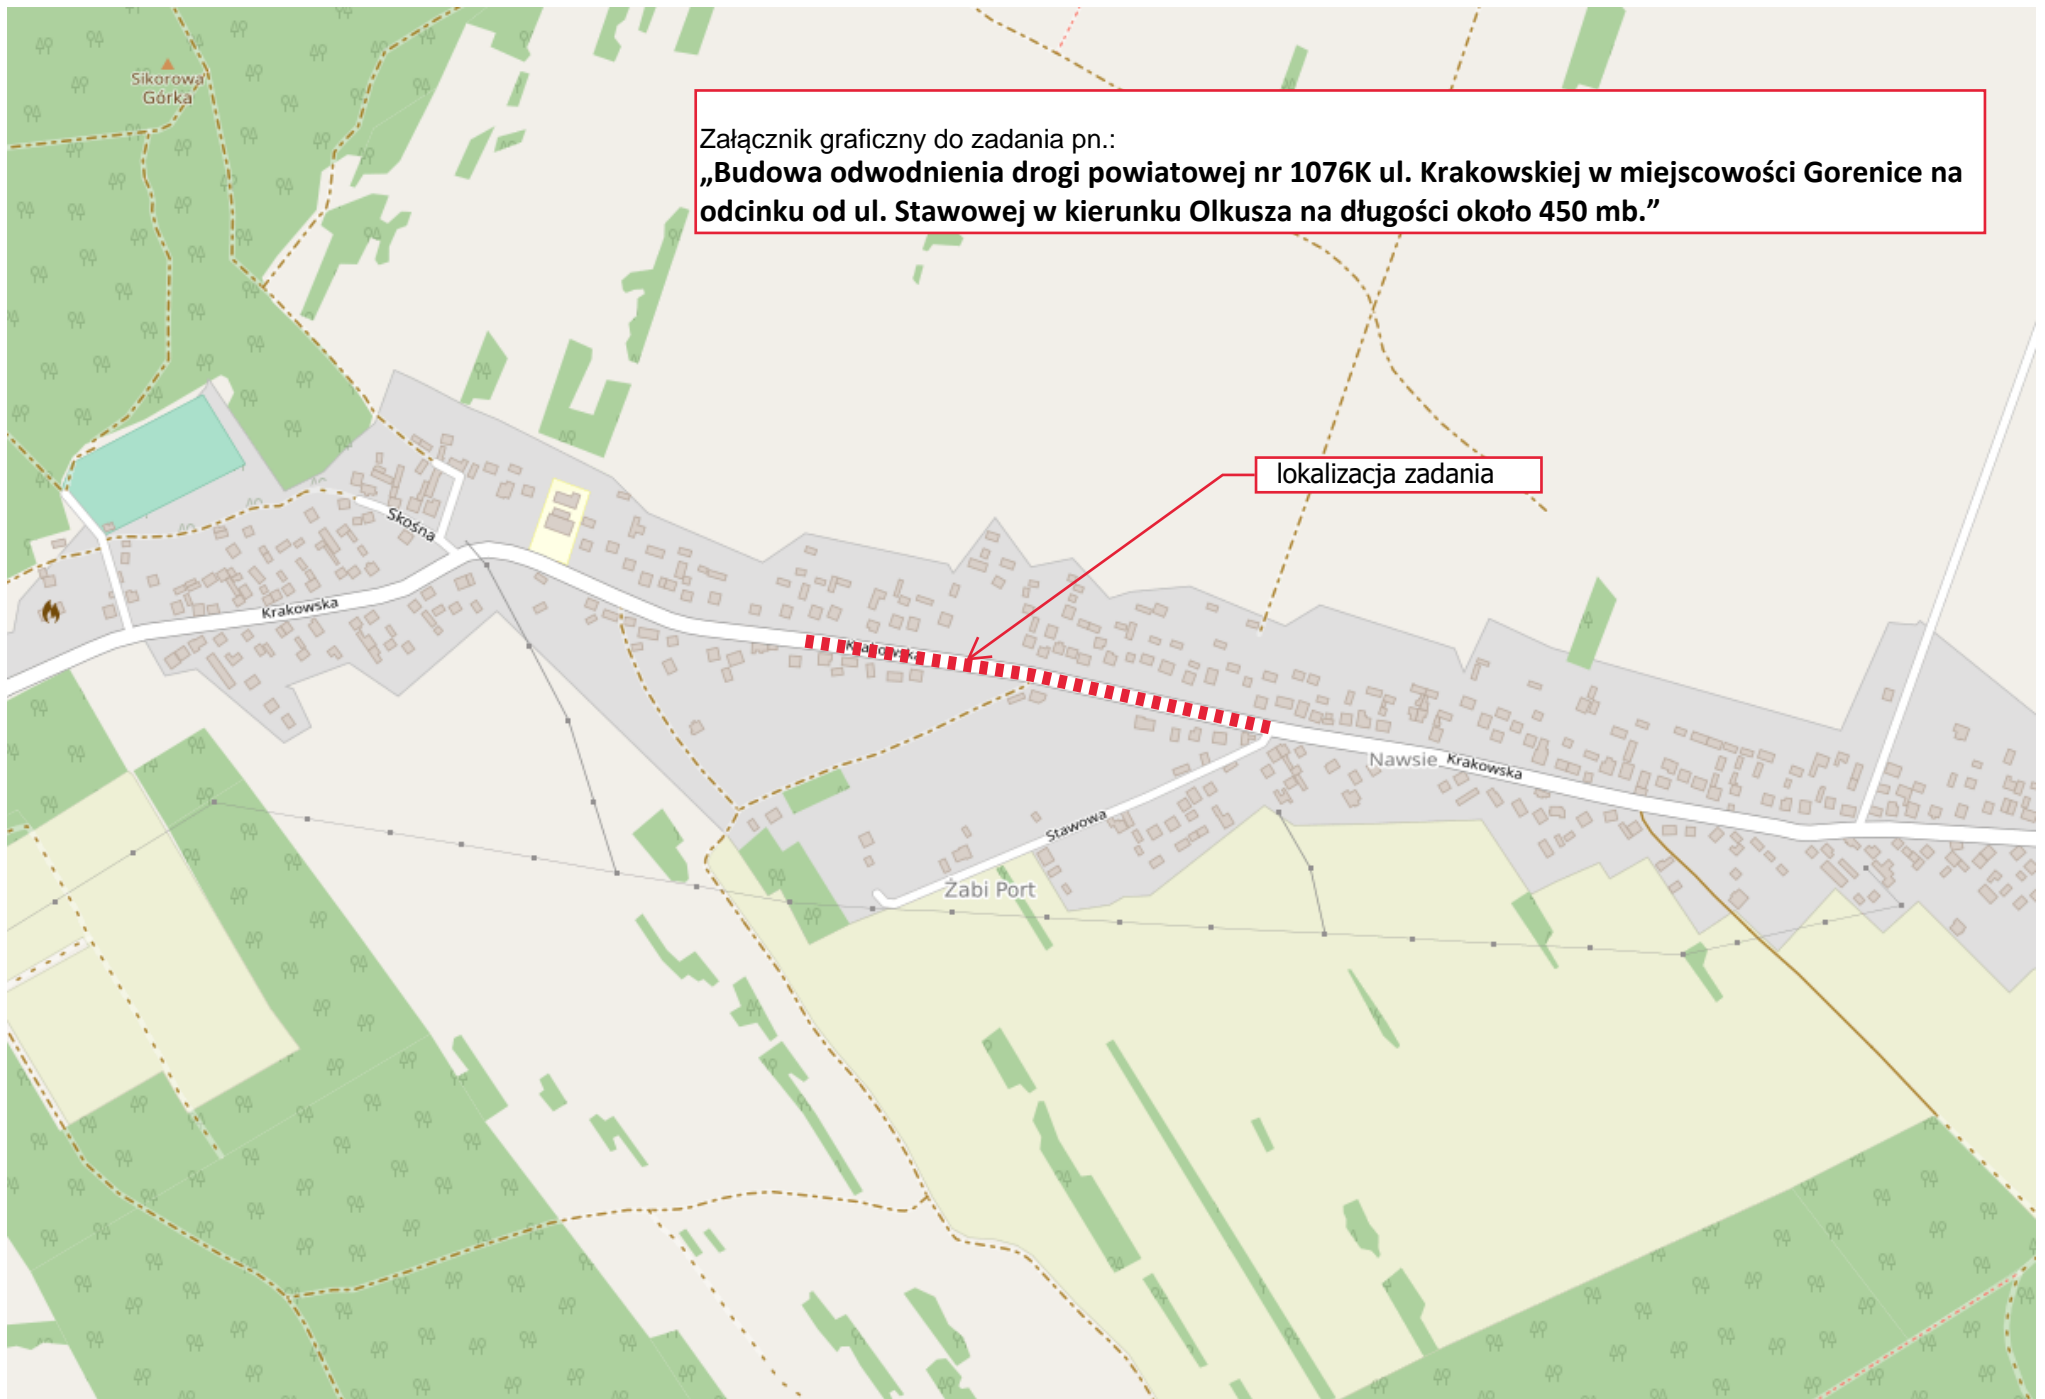 Sikorowa
Górka
Załącznik graficzny do zadania pn.:
„Budowa odwodnienia drogi powiatowej nr 1076K ul. Krakowskiej w miejscowości Gorenice na
odcinku od ul. Stawowej w kierunku Olkusza na długości około 450 mb.”
lokalizacja zadania
Skośna
Krakowska
Krakowska
Nawsie
Krakowska
Stawowa
Żabi Port